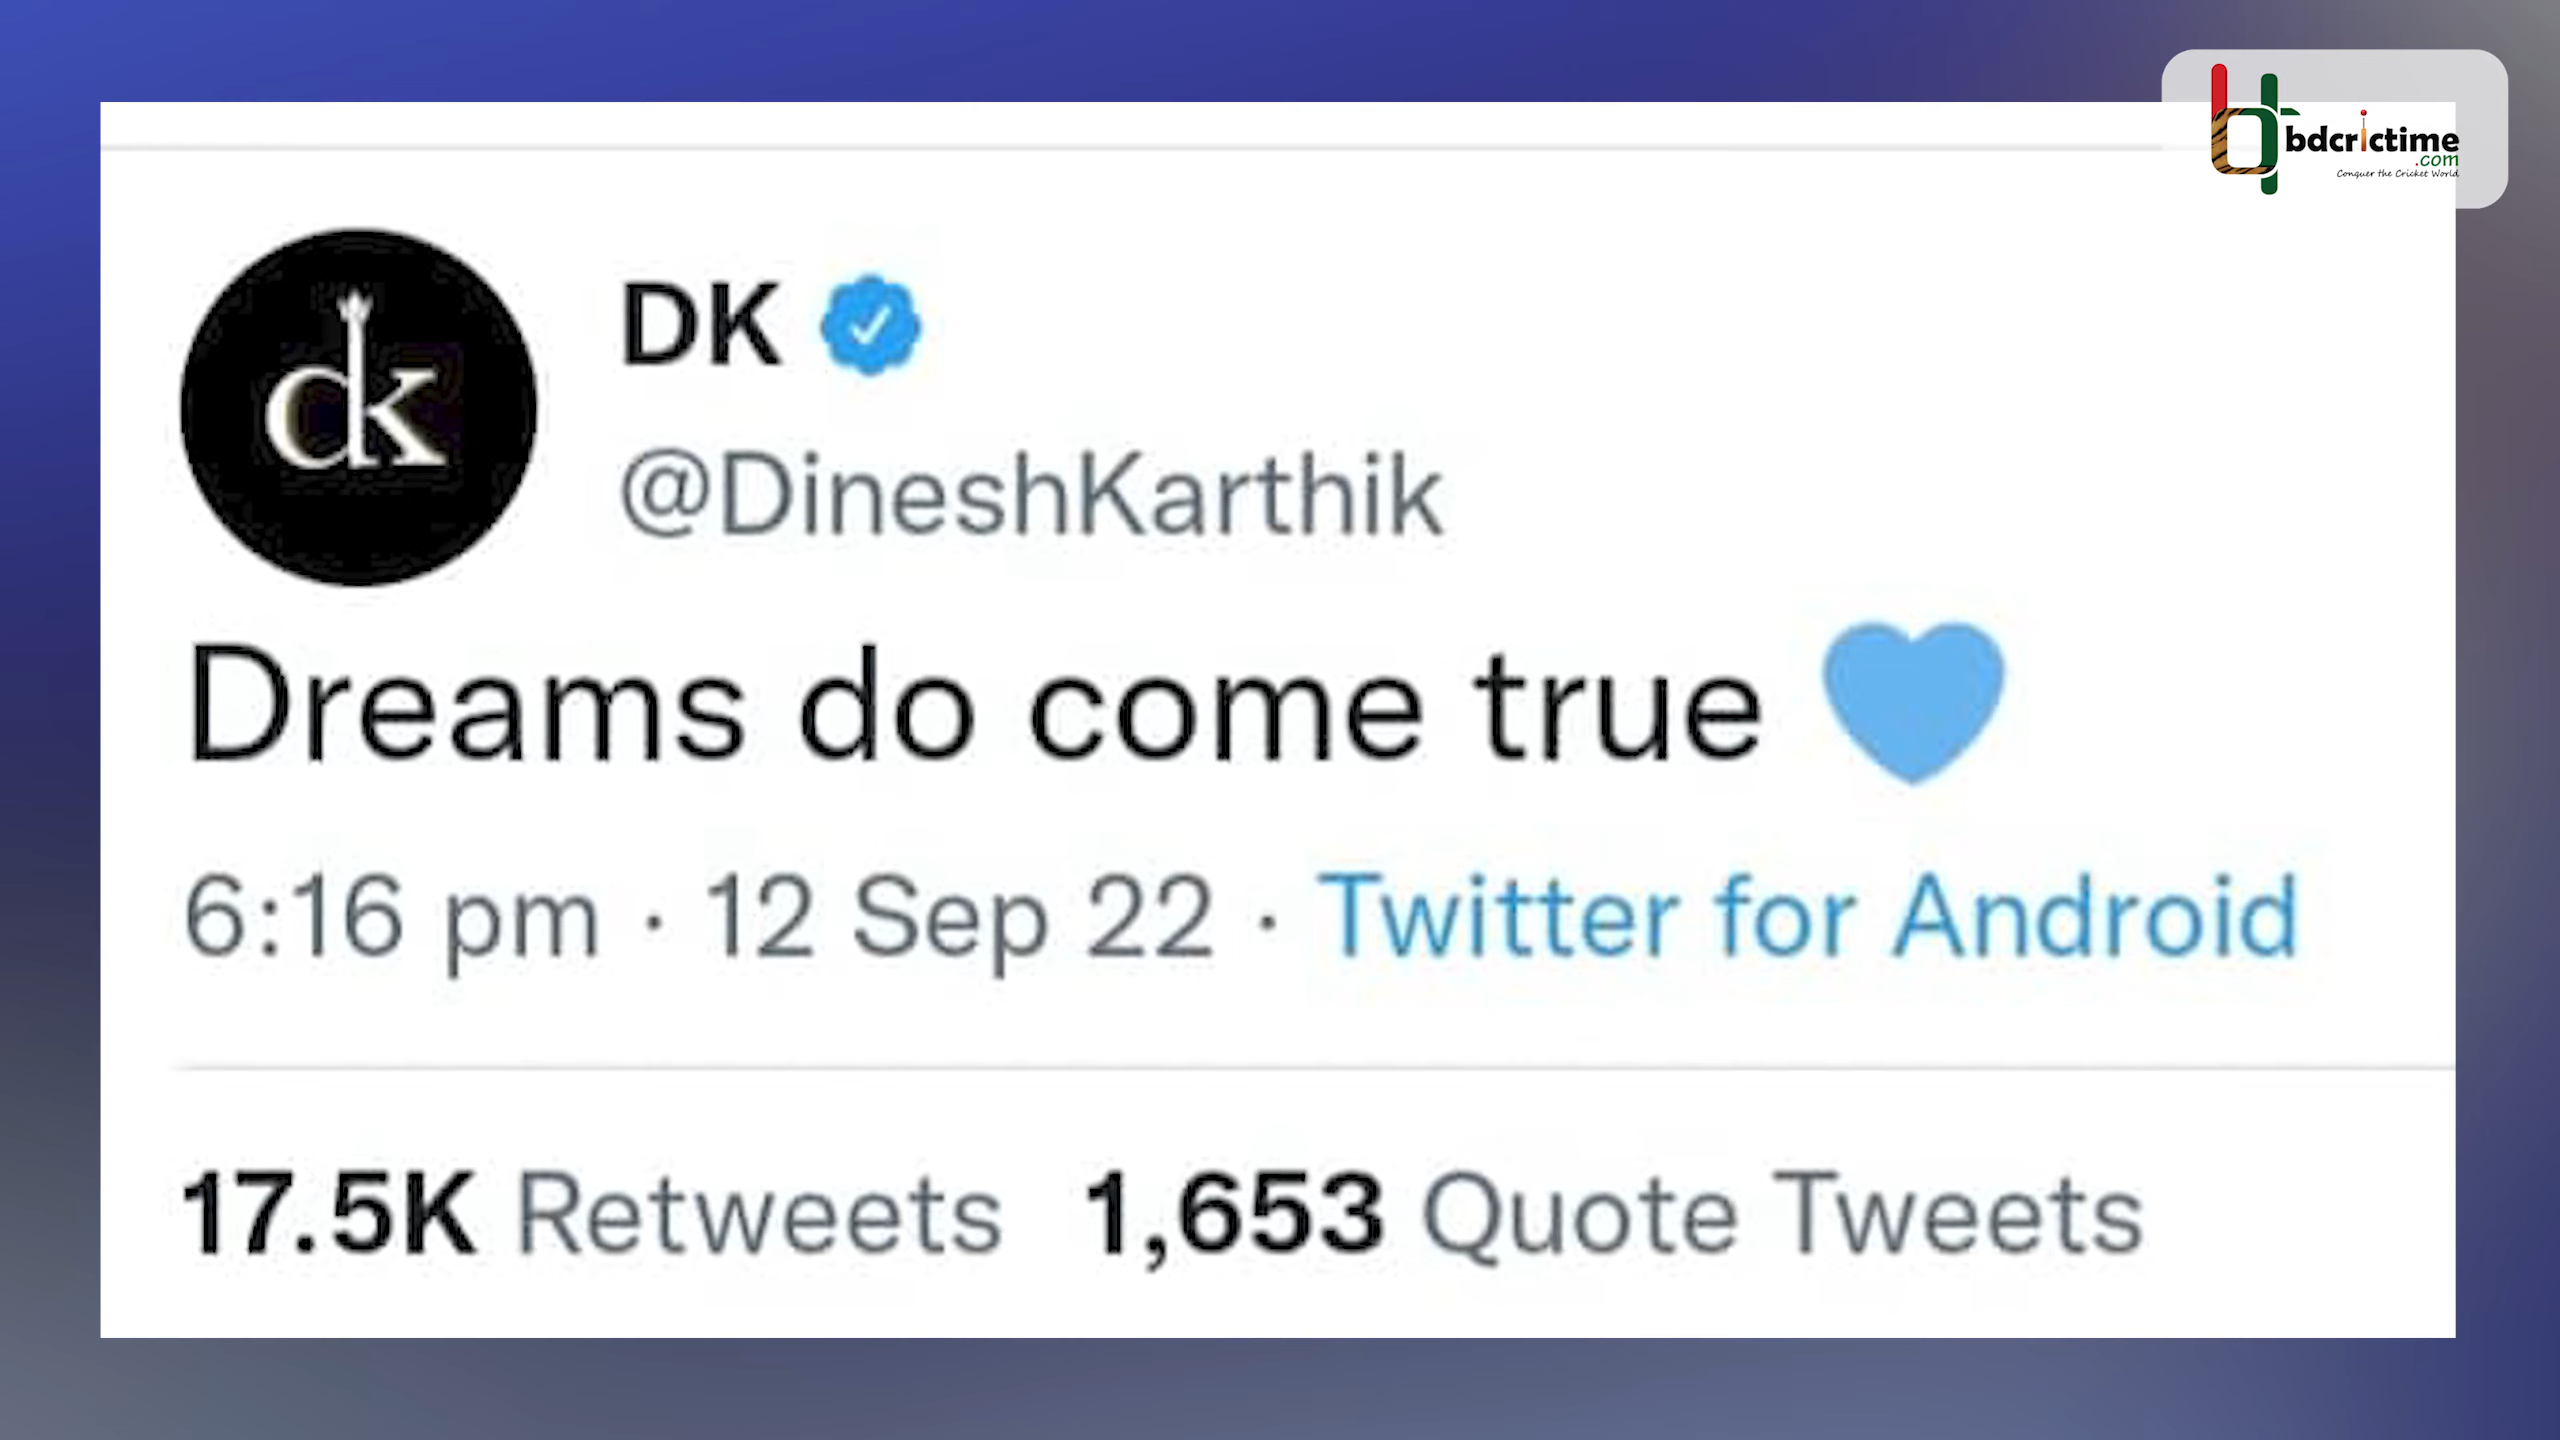 bdcrictime
.com
Conquer the Cricket World
dk
DK
@DineshKarthik
Dreams do come true 💙
6:16 pm · 12 Sep 22 · Twitter for Android
17.5K Retweets 1,653 Quote Tweets